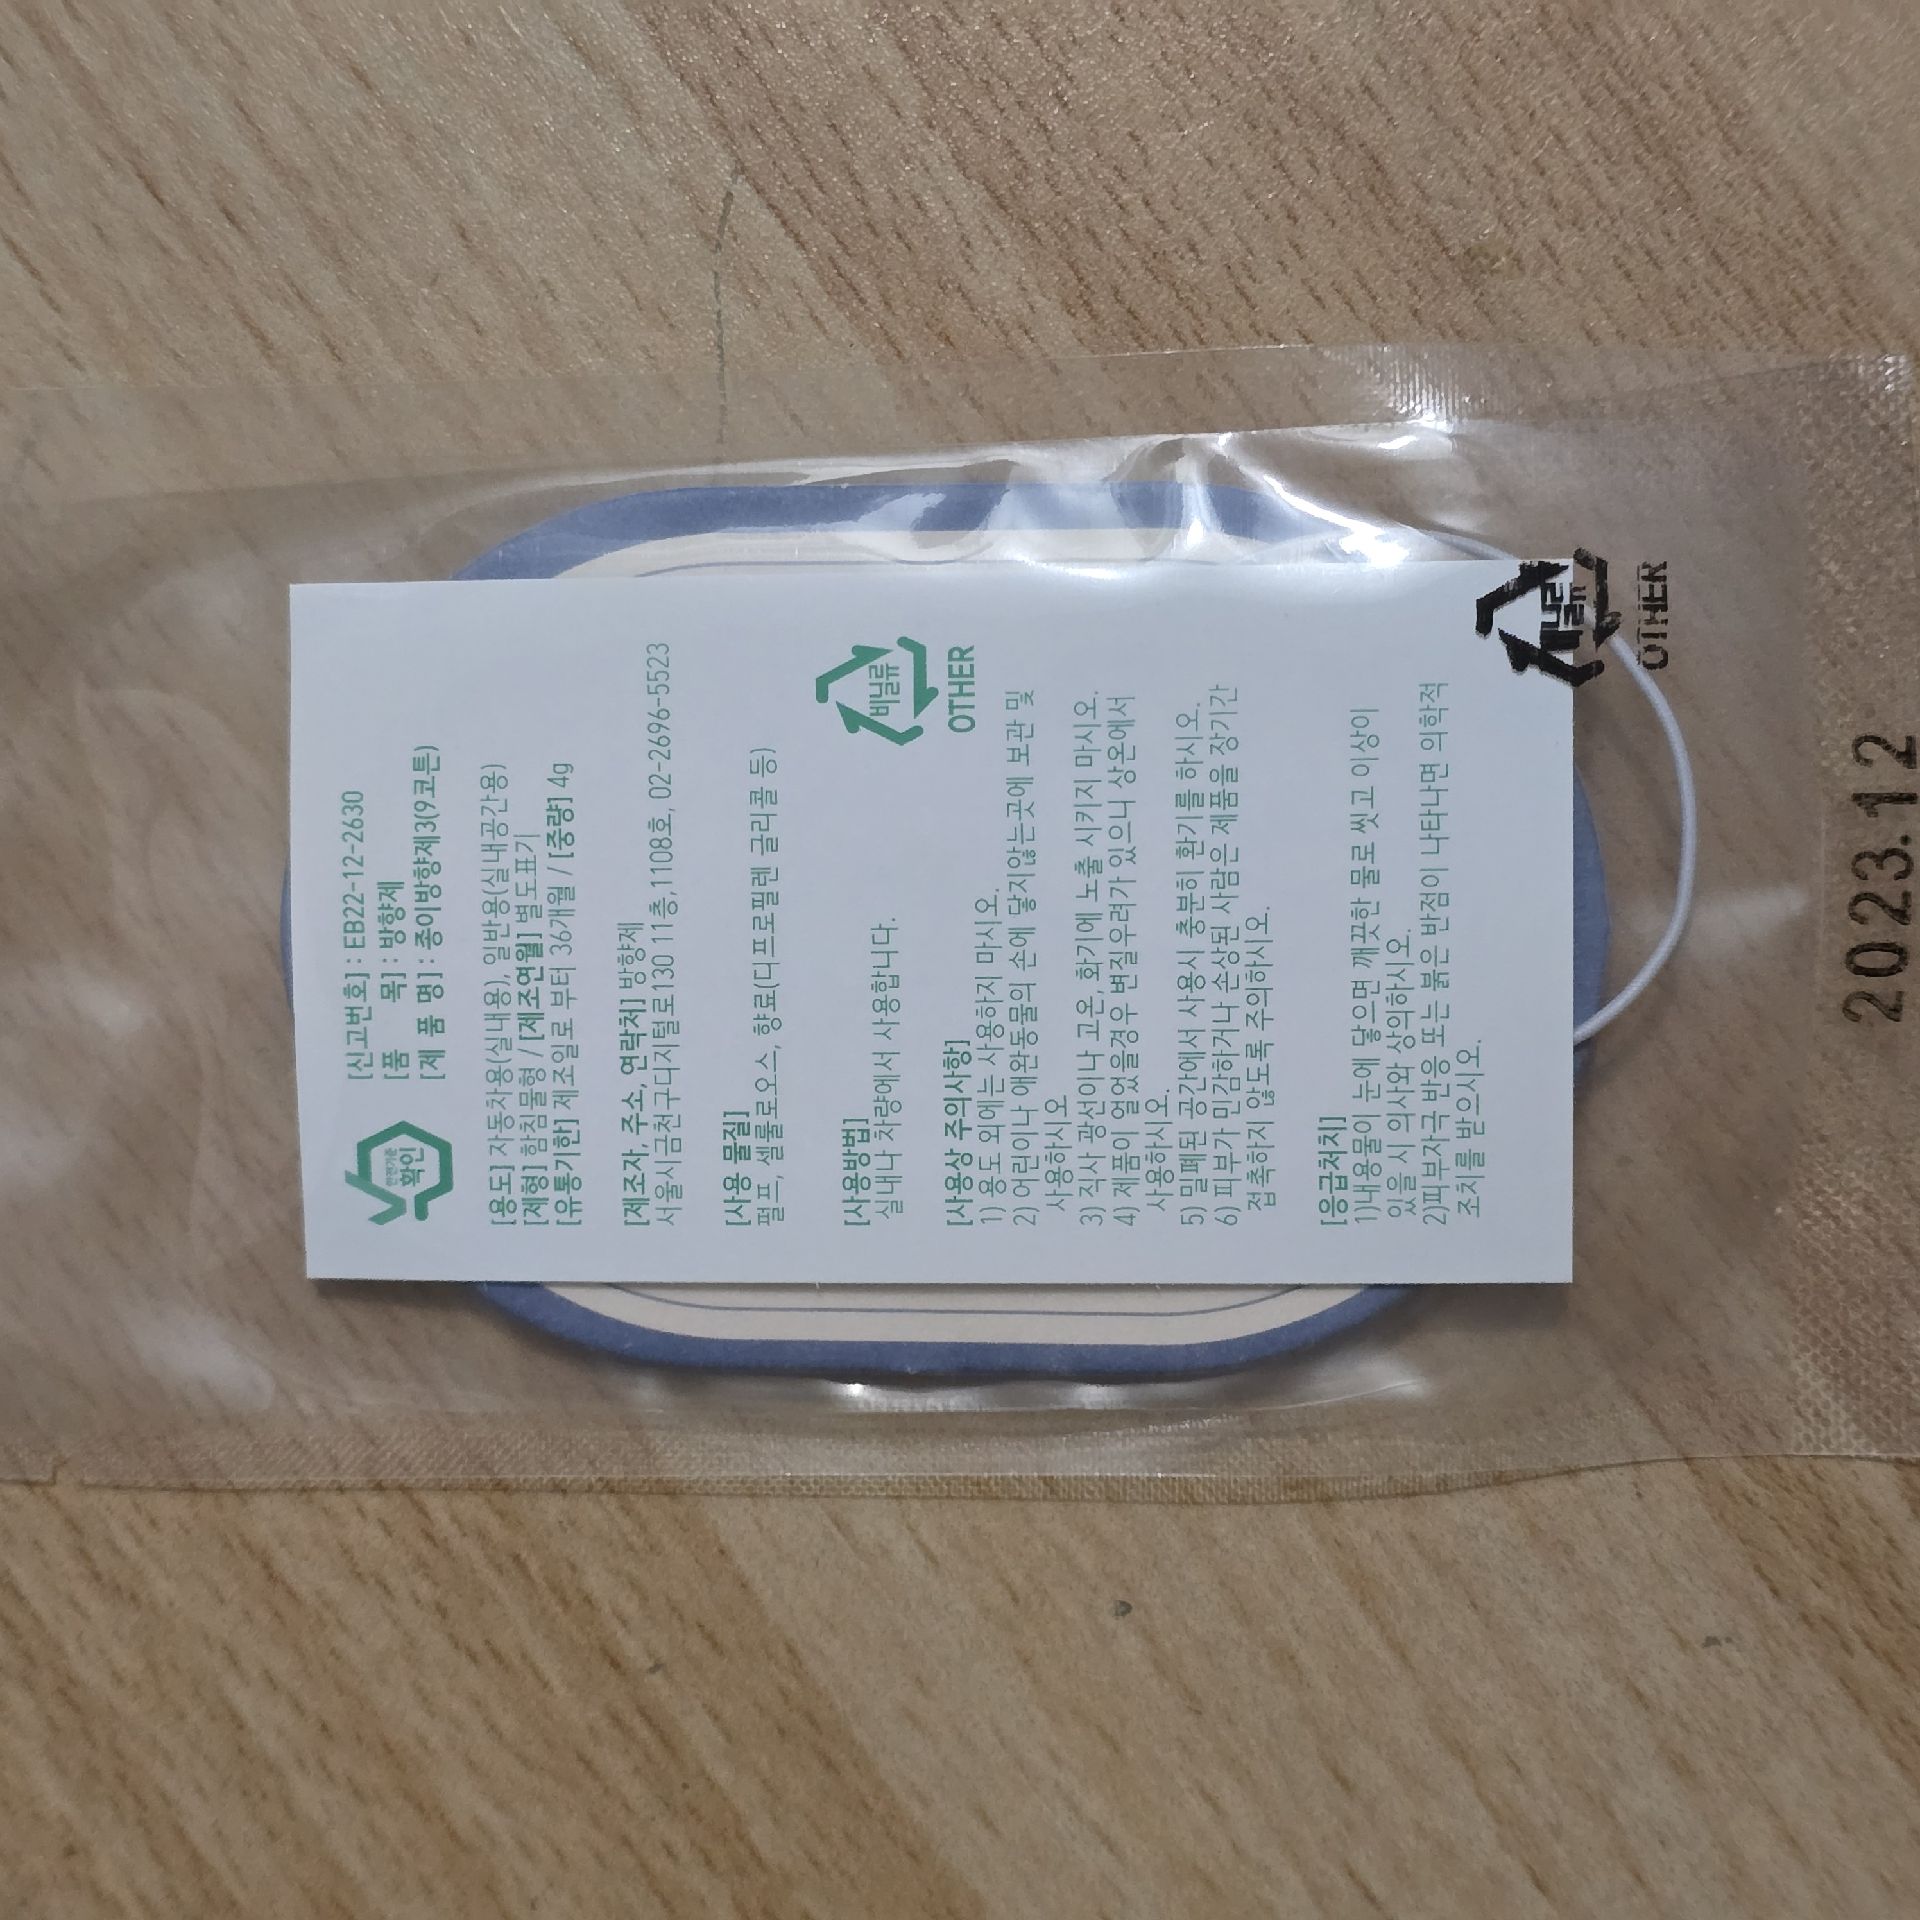 안전기준
확인
[신고번호] : EB22-12-2630
[품 목] : 방향제
[제 품 명] : 종이방향제3(9코튼)
[용도] 자동차용(실내용), 일반용(실내공간용)
[제형] 함침물형 / [제조연월] 별도표기
[유통기한] 제조일로 부터 36개월 / [중량] 4g
[제조자, 주소, 연락처] 방향제
서울시금천구디지털로130 11층,1108호, 02-2696-5523
[사용 물질]
펄프, 셀룰로오스, 향료(디프로필렌 글리콜 등)
[사용방법]
실내나 차량에서 사용합니다.
비닐류
OTHER
[사용상 주의사항]
1) 용도 외에는 사용하지 마시오.
2) 어린이나 애완동물의 손에 닿지않는곳에 보관 및
사용하시오
3) 직사 광선이나 고온, 화기에 노출 시키지 마시오.
4) 제품이 얼었을경우 변질우려가 있으니 상온에서
사용하시오.
5) 밀폐된 공간에서 사용시 충분히 환기를 하시오.
6) 피부가 민감하거나 손상된 사람은 제품을 장기간
접촉하지 않도록 주의하시오.
[응급처치]
1)내용물이 눈에 닿으면 깨끗한 물로 씻고 이상이
있을 시 의사와 상의하시오.
2)피부자극 반응 또는 붉은 반점이 나타나면 의학적
조치를 받으시오.
비닐류
OTHER
2023.12